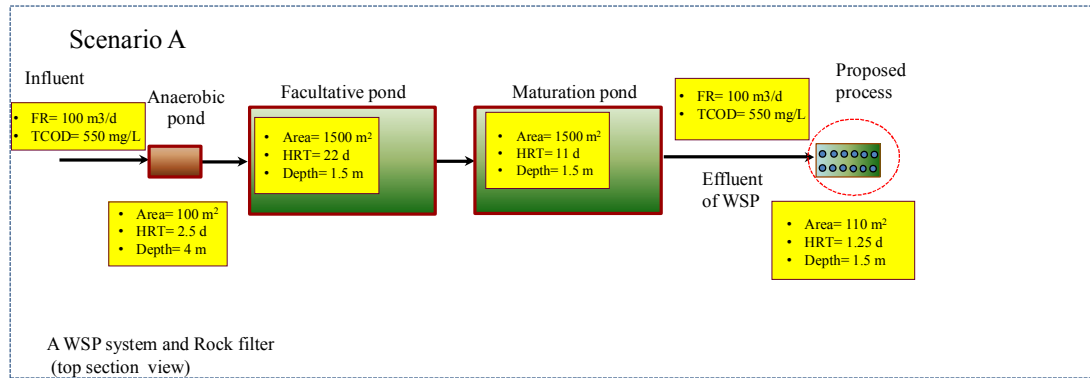 Scenario A
Influent
• FR= 100 m3/d
• TCOD= 550 mg/L
Anaerobic
pond
• Area= 100 m²
• HRT= 2.5 d
• Depth= 4 m
Facultative pond
• Area= 1500 m²
• HRT= 22 d
• Depth= 1.5 m
Maturation pond
• Area= 1500 m²
• HRT= 11 d
• Depth= 1.5 m
• FR= 100 m3/d
• TCOD= 550 mg/L
Effluent
of WSP
Proposed
process
• Area= 110 m²
• HRT= 1.25 d
• Depth= 1.5 m
A WSP system and Rock filter
(top section view)